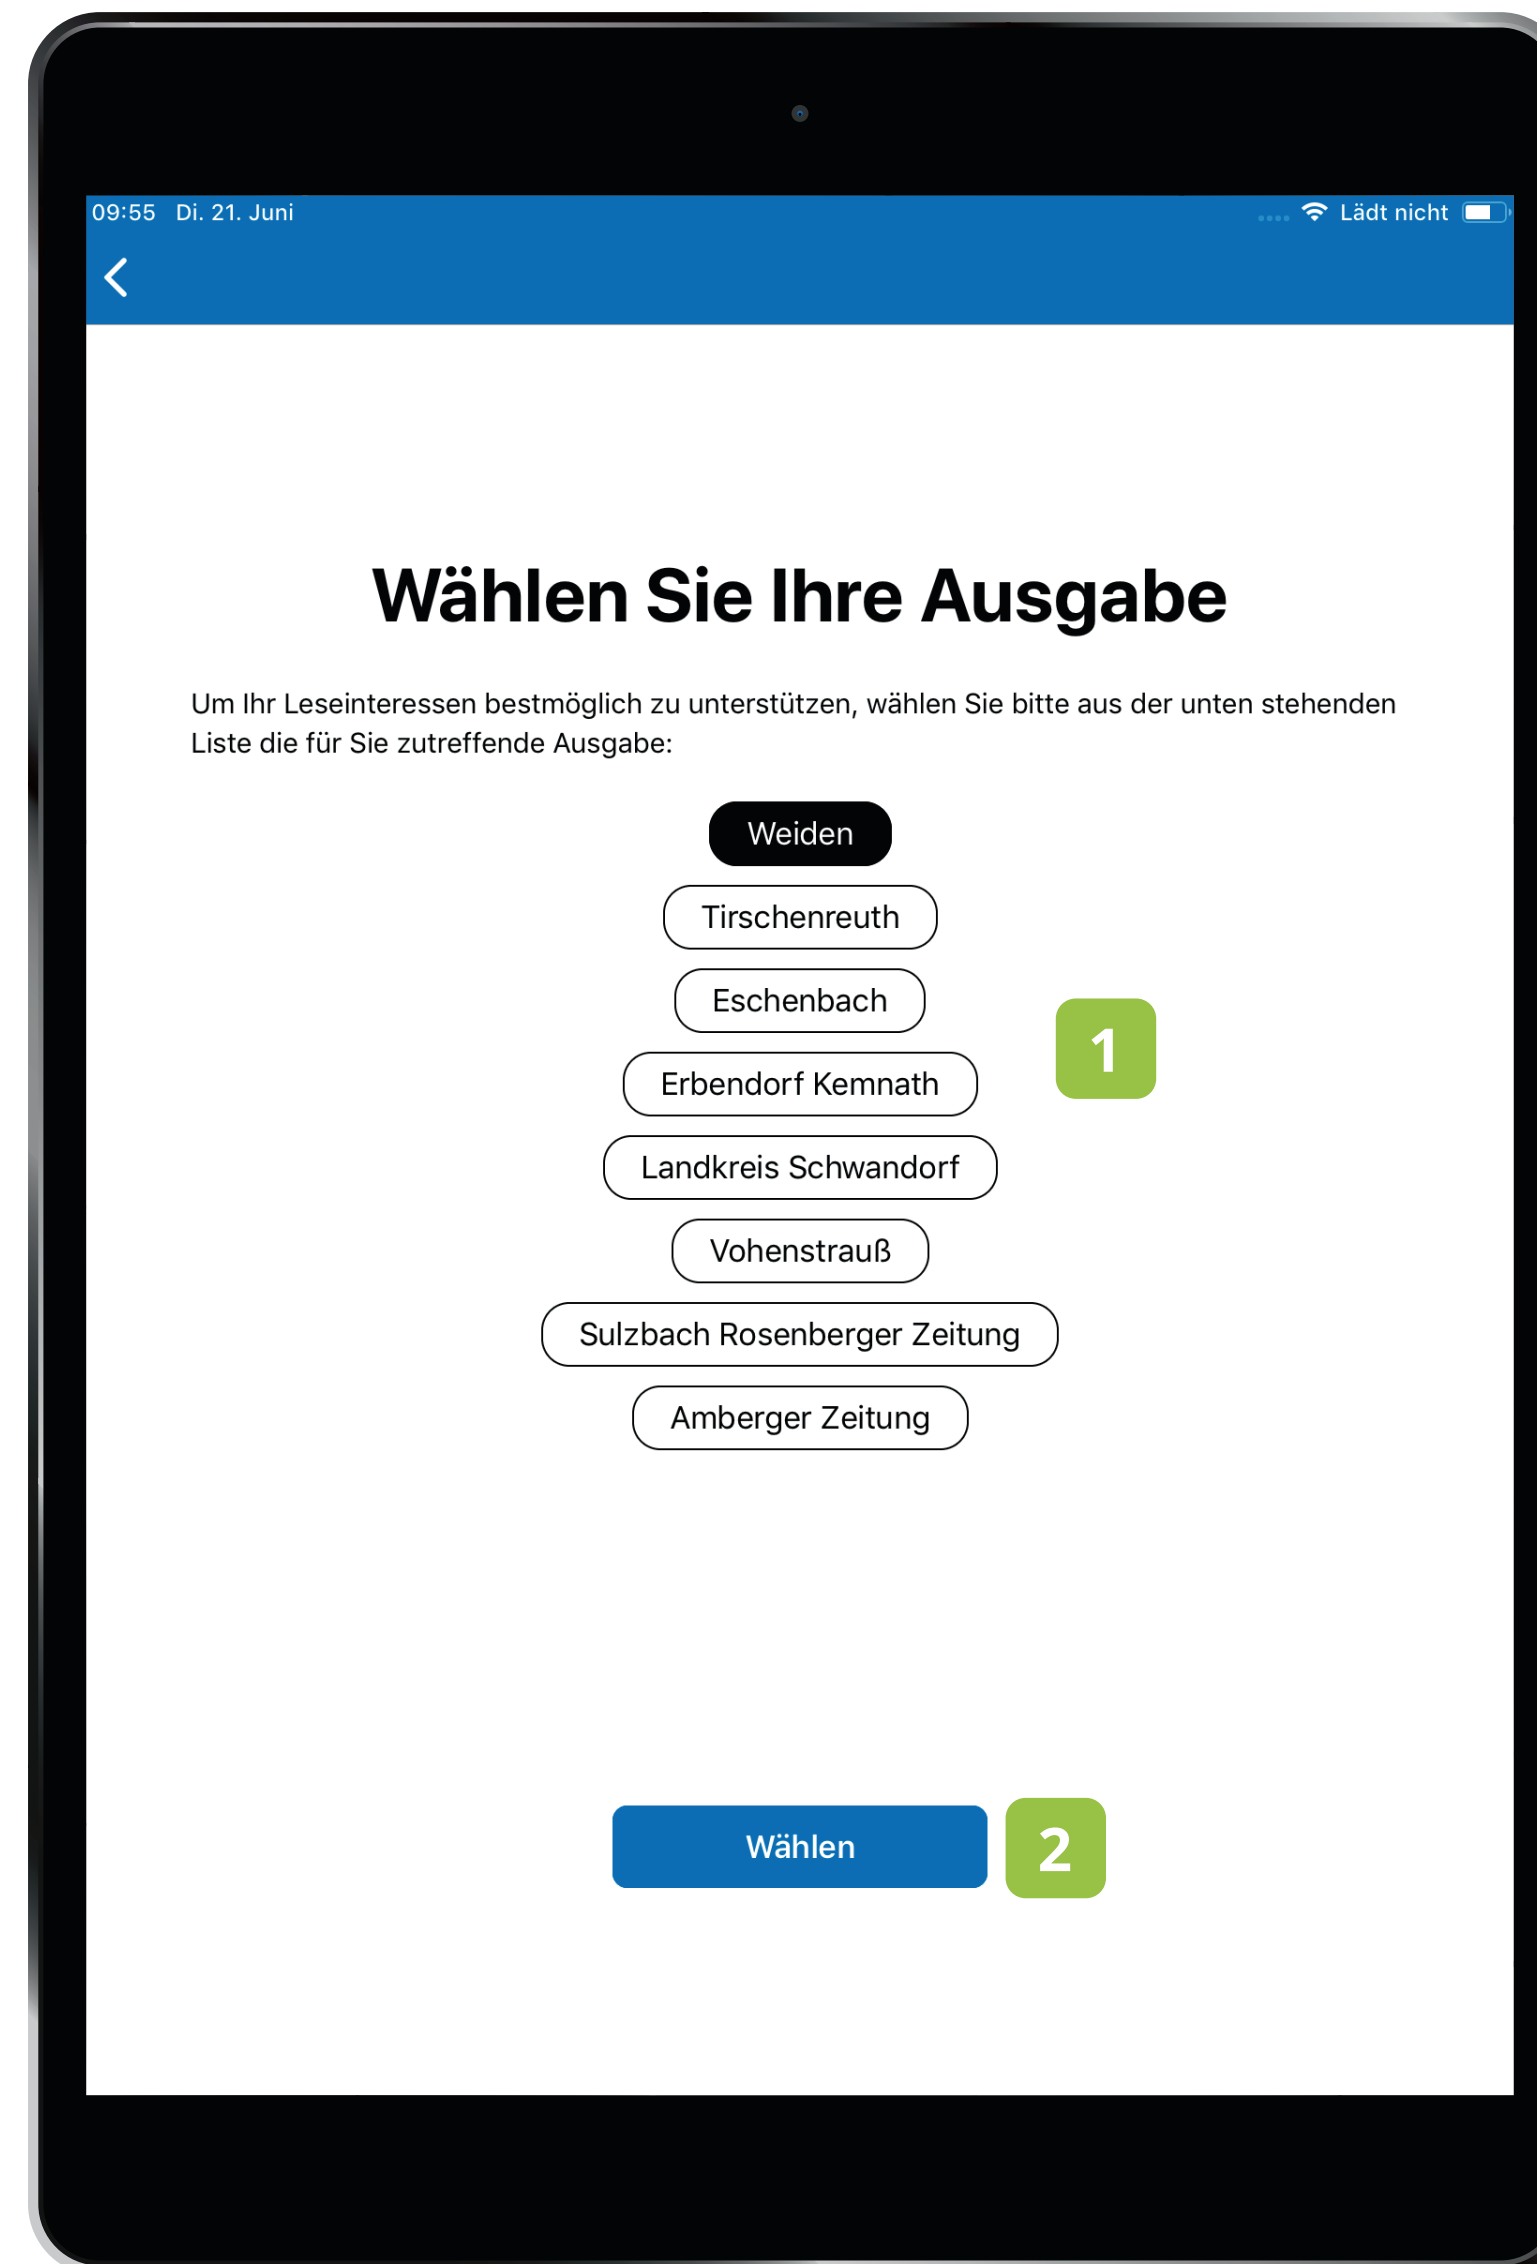 09:55 Di. 21. Juni Lädt nicht
Wählen Sie Ihre Ausgabe
Um Ihr Leseinteressen bestmöglich zu unterstützen, wählen Sie bitte aus der unten stehenden
Liste die für Sie zutreffende Ausgabe:
Weiden
Tirschenreuth
Eschenbach
1
Erbendorf Kemnath
Landkreis Schwandorf
Vohenstrauß
Sulzbach Rosenberger Zeitung
Amberger Zeitung
Wählen 2